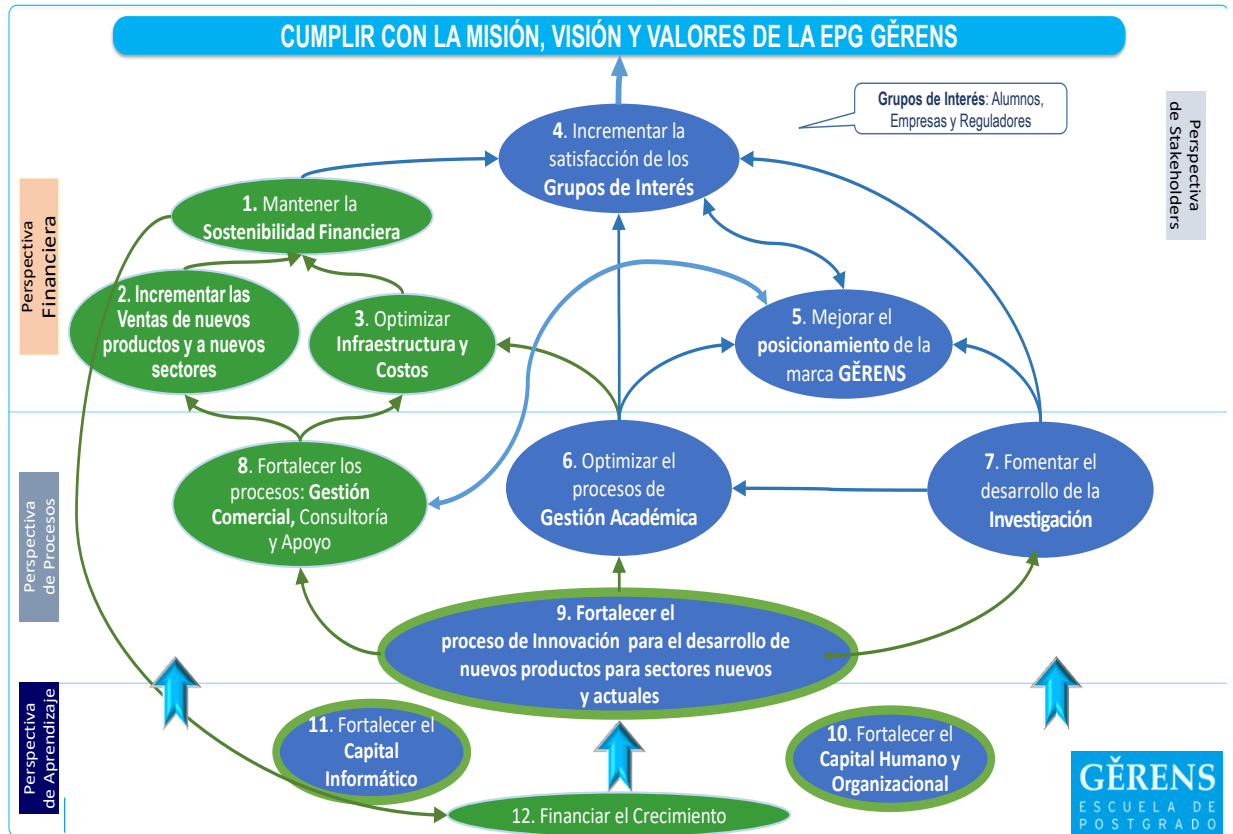 CUMPLIR CON LA MISIÓN, VISIÓN Y VALORES DE LA EPG GĚRENS
Grupos de Interés: Alumnos,
Empresas y Reguladores
Perspectiva
de Stakeholders
4. Incrementar la
satisfacción de los
Grupos de Interés
Perspectiva
Financiera
1. Mantener la
Sostenibilidad Financiera
2. Incrementar las
Ventas de nuevos
productos y a nuevos
sectores
3. Optimizar
Infraestructura y
Costos
5. Mejorar el
posicionamiento de la
marca GĚRENS
Perspectiva
de Procesos
8. Fortalecer los
procesos: Gestión
Comercial, Consultoría
y Apoyo
6. Optimizar el
procesos de
Gestión Académica
7. Fomentar el
desarrollo de la
Investigación
9. Fortalecer el
proceso de Innovación para el desarrollo de
nuevos productos para sectores nuevos
y actuales
Perspectiva
de Aprendizaje
11. Fortalecer el
Capital
Informático
10. Fortalecer el
Capital Humano y
Organizacional
12. Financiar el Crecimiento
GĚRENS
ESCUELA DE
POSTGRADO